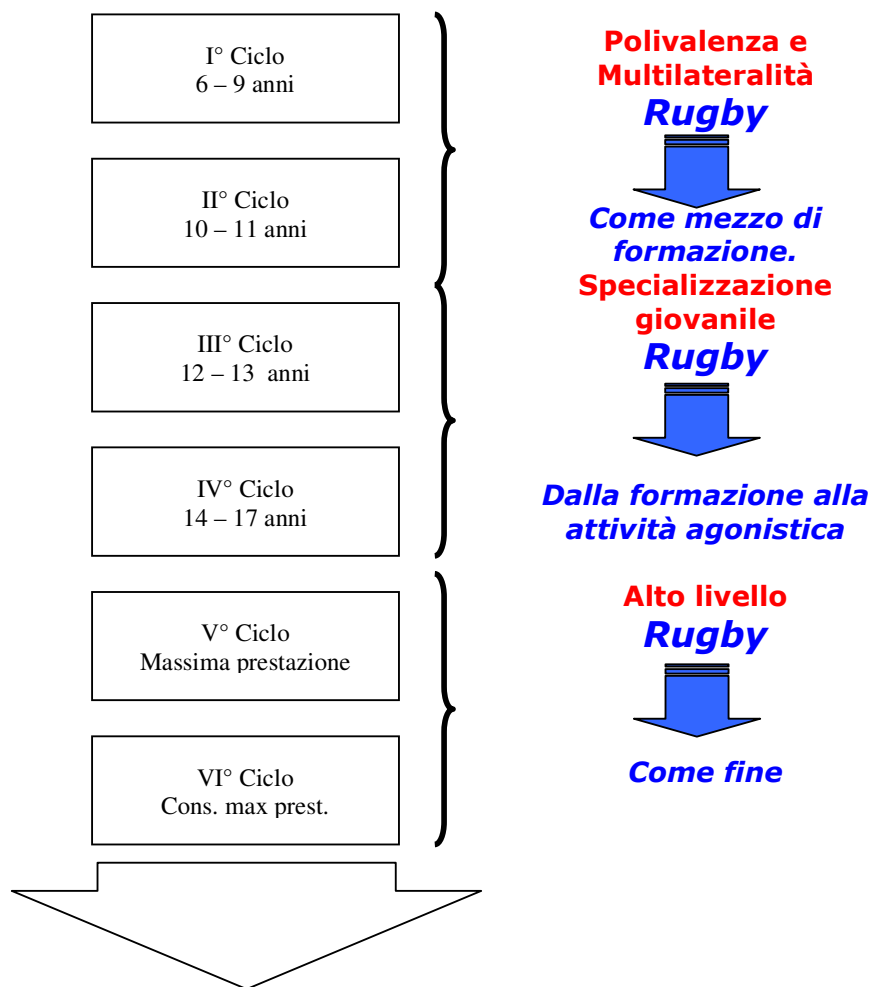 I° Ciclo
6 – 9 anni
II° Ciclo
10 – 11 anni
III° Ciclo
12 – 13 anni
IV° Ciclo
14 – 17 anni
V° Ciclo
Massima prestazione
VI° Ciclo
Cons. max prest.
Polivalenza e
Multilateralità
Rugby
Come mezzo di
formazione.
Specializzazione
giovanile
Rugby
Dalla formazione alla
attività agonistica
Alto livello
Rugby
Come fine